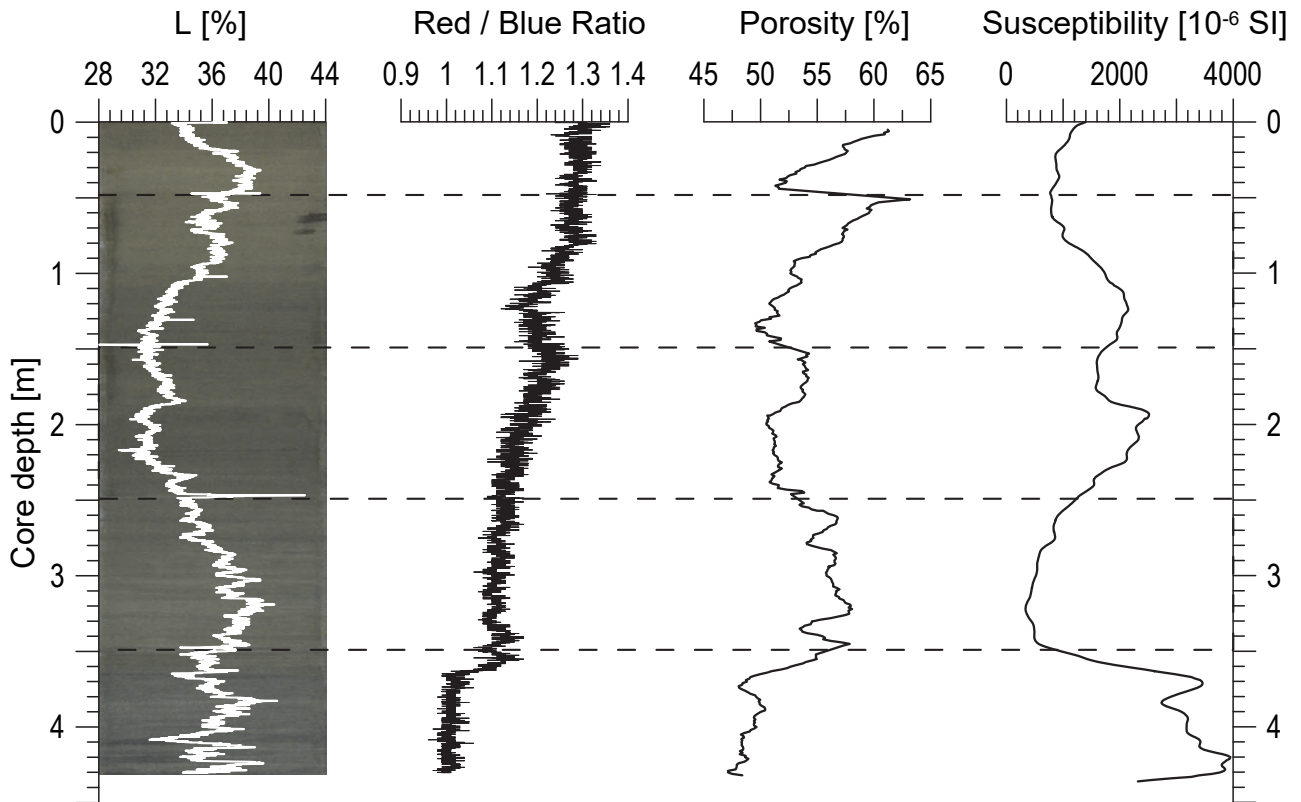 L [%] Red / Blue Ratio Porosity [%] Susceptibility [10⁻⁶ SI]
28 32 36 40 44 0.9 1 1.1 1.2 1.3 1.4 45 50 55 60 65 0 2000 4000
0 0
1 1
2 2
Core depth [m]
3 3
4 4